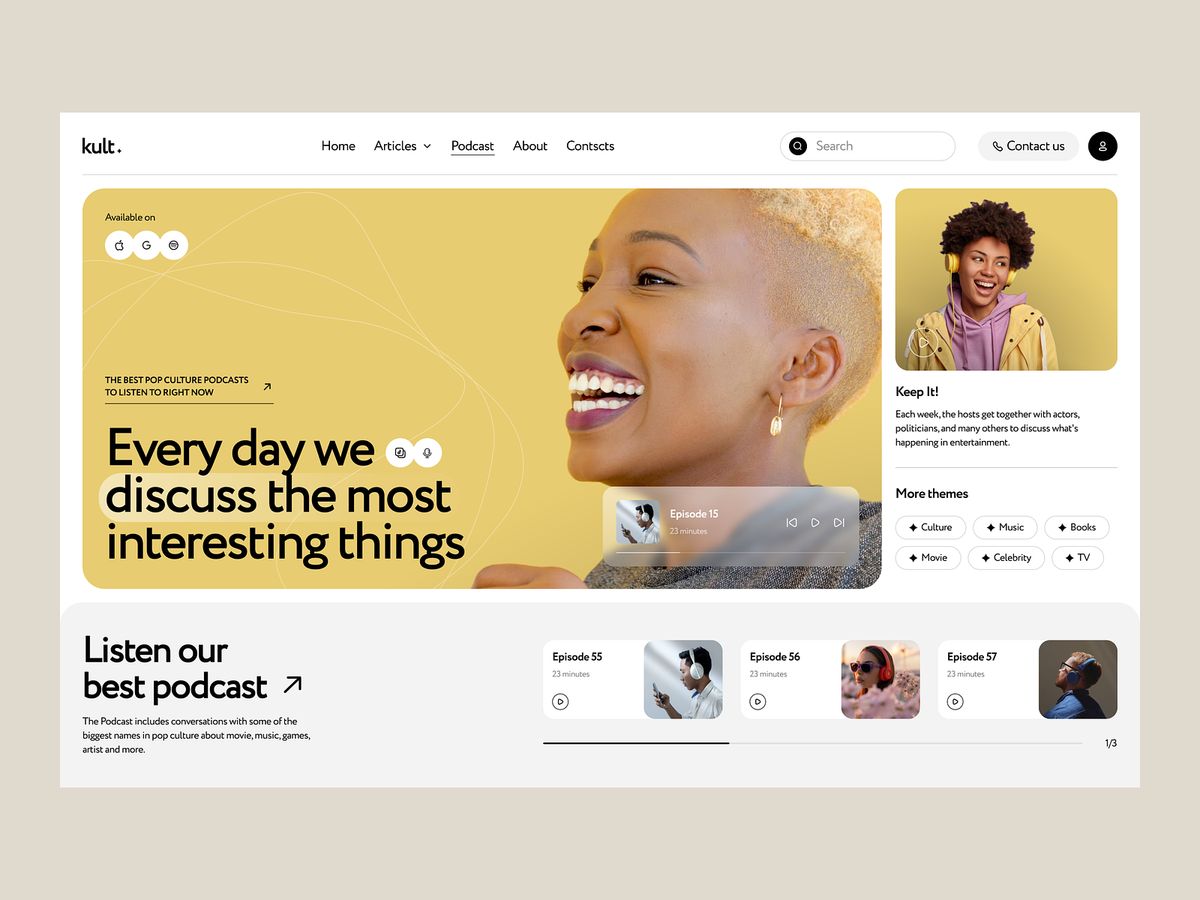 kult.
Home Articles Podcast About Contscts
Search
Contact us
Available on
THE BEST POP CULTURE PODCASTS
TO LISTEN TO RIGHT NOW
Every day we
discuss the most
interesting things
Episode 15
23 minutes
Keep It!
Each week, the hosts get together with actors,
politicians, and many others to discuss what's
happening in entertainment.
More themes
Culture Music Books
Movie Celebrity TV
Listen our
best podcast
The Podcast includes conversations with some of the
biggest names in pop culture about movie, music, games,
artist and more.
Episode 55
23 minutes
Episode 56
23 minutes
Episode 57
23 minutes
1/3